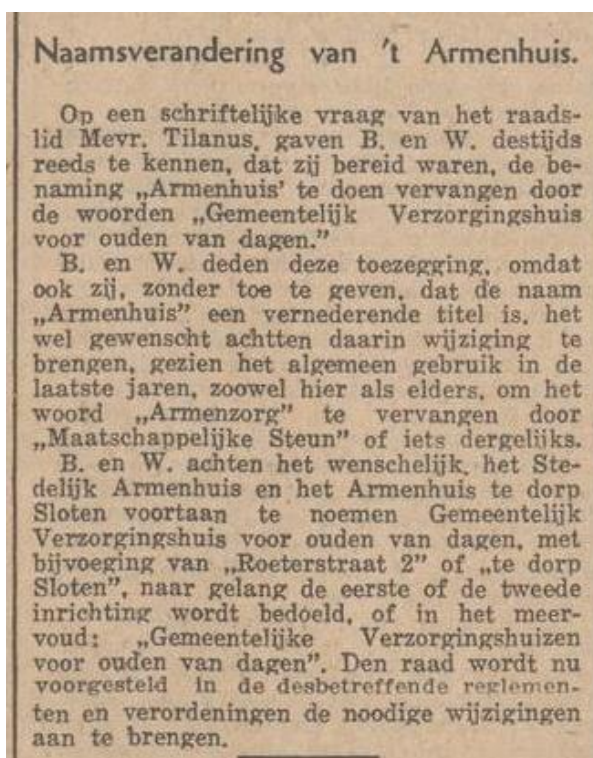 Naamsverandering van 't Armenhuis.
Op een schriftelijke vraag van het raads-
lid Mevr. Tilanus, gaven B. en W. destijds
reeds te kennen, dat zij bereid waren, de be-
naming „Armenhuis' te doen vervangen door
de woorden „Gemeentelijk Verzorgingshuis
voor ouden van dagen."
B. en W. deden deze toezegging, omdat
ook zij, zonder toe te geven, dat de naam
„Armenhuis" een vernederende titel is, het
wel gewenscht achtten daarin wijziging te
brengen, gezien het algemeen gebruik in de
laatste jaren, zoowel hier als elders, om het
woord „Armenzorg" te vervangen door
„Maatschappelijke Steun" of iets dergelijks.
B. en W. achten het wenschelijk, het Ste-
delijk Armenhuis en het Armenhuis te dorp
Sloten voortaan te noemen Gemeentelijk
Verzorgingshuis voor ouden van dagen, met
bijvoeging van „Roeterstraat 2" of „te dorp
Sloten", naar gelang de eerste of de tweede
inrichting wordt bedoeld, of in het meer-
voud: „Gemeentelijke Verzorgingshuizen
voor ouden van dagen". Den raad wordt nu
voorgesteld in de desbetreffende reglemen-
ten en verordeningen de noodige wijzigingen
aan te brengen.